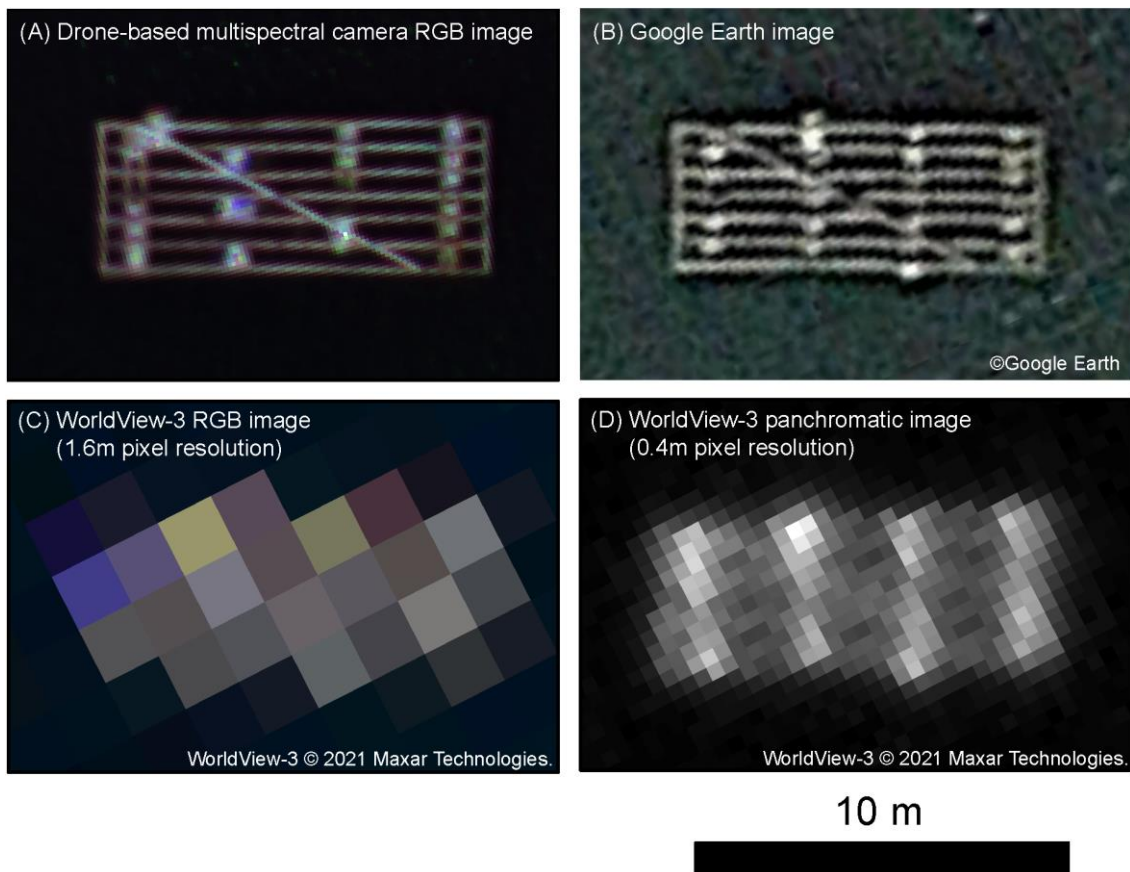 (A) Drone-based multispectral camera RGB image
(B) Google Earth image
©Google Earth
(C) WorldView-3 RGB image
(1.6m pixel resolution)
WorldView-3 © 2021 Maxar Technologies.
(D) WorldView-3 panchromatic image
(0.4m pixel resolution)
WorldView-3 © 2021 Maxar Technologies.
10 m